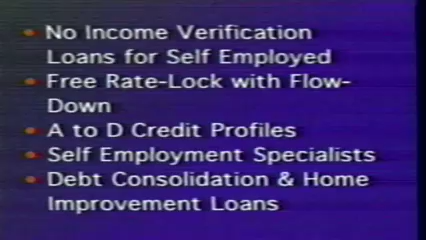 • No Income Verification
Loans for Self Employed
• Free Rate-Lock with Flow-
Down
• A to D Credit Profiles
• Self Employment Specialists
• Debt Consolidation & Home
Improvement Loans